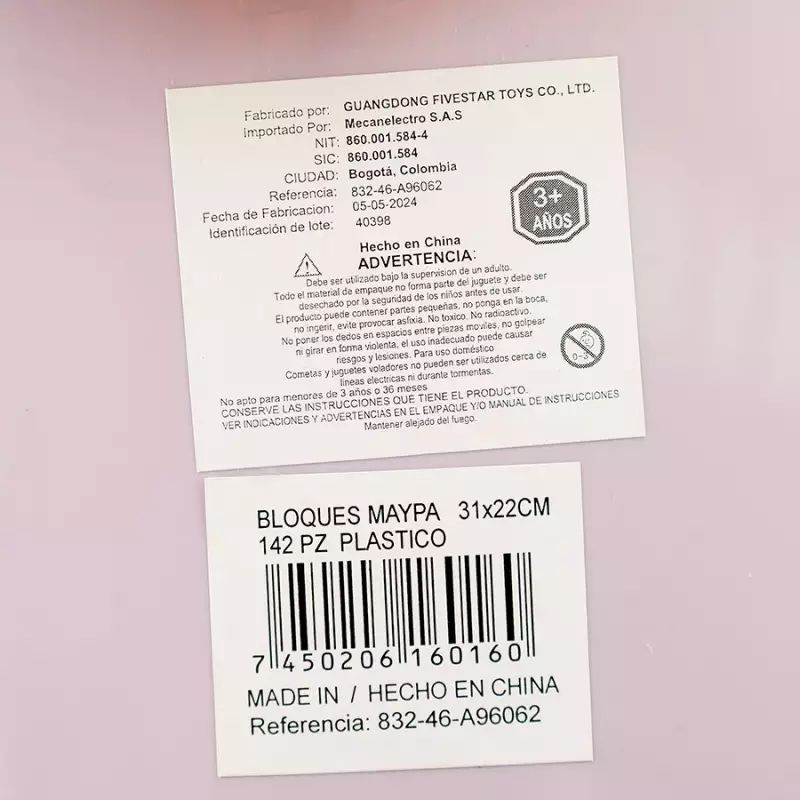 Fabricado por: GUANGDONG FIVESTAR TOYS CO., LTD.
Importado Por: Mecanelectro S.A.S
NIT: 860.001.584-4
SIC: 860.001.584
CIUDAD: Bogotá, Colombia
Referencia: 832-46-A96062
Fecha de Fabricacion: 05-05-2024
Identificación de lote: 40398
3+
AÑOS
Hecho en China
ADVERTENCIA:
Debe ser utilizado bajo la supervision de un adulto.
Todo el material de empaque no forma parte del juguete y debe ser
desechado por la seguridad de los niños antes de usar.
El producto puede contener partes pequeñas, no ponga en la boca,
no ingerir, evite provocar asfixia. No toxico. No radioactivo.
No poner los dedos en espacios entre piezas moviles, no golpear
ni girar en forma violenta, el uso inadecuado puede causar
riesgos y lesiones. Para uso doméstico
Cometas y juguetes voladores no pueden ser utilizados cerca de
líneas electricas ni durante tormentas.
0-3
No apto para menores de 3 años o 36 meses
CONSERVE LAS INSTRUCCIONES QUE TIENE EL PRODUCTO.
VER INDICACIONES Y ADVERTENCIAS EN EL EMPAQUE Y/O MANUAL DE INSTRUCCIONES
Mantener alejado del fuego.
BLOQUES MAYPA 31x22CM
142 PZ PLASTICO
7 450206 160160
MADE IN / HECHO EN CHINA
Referencia: 832-46-A96062